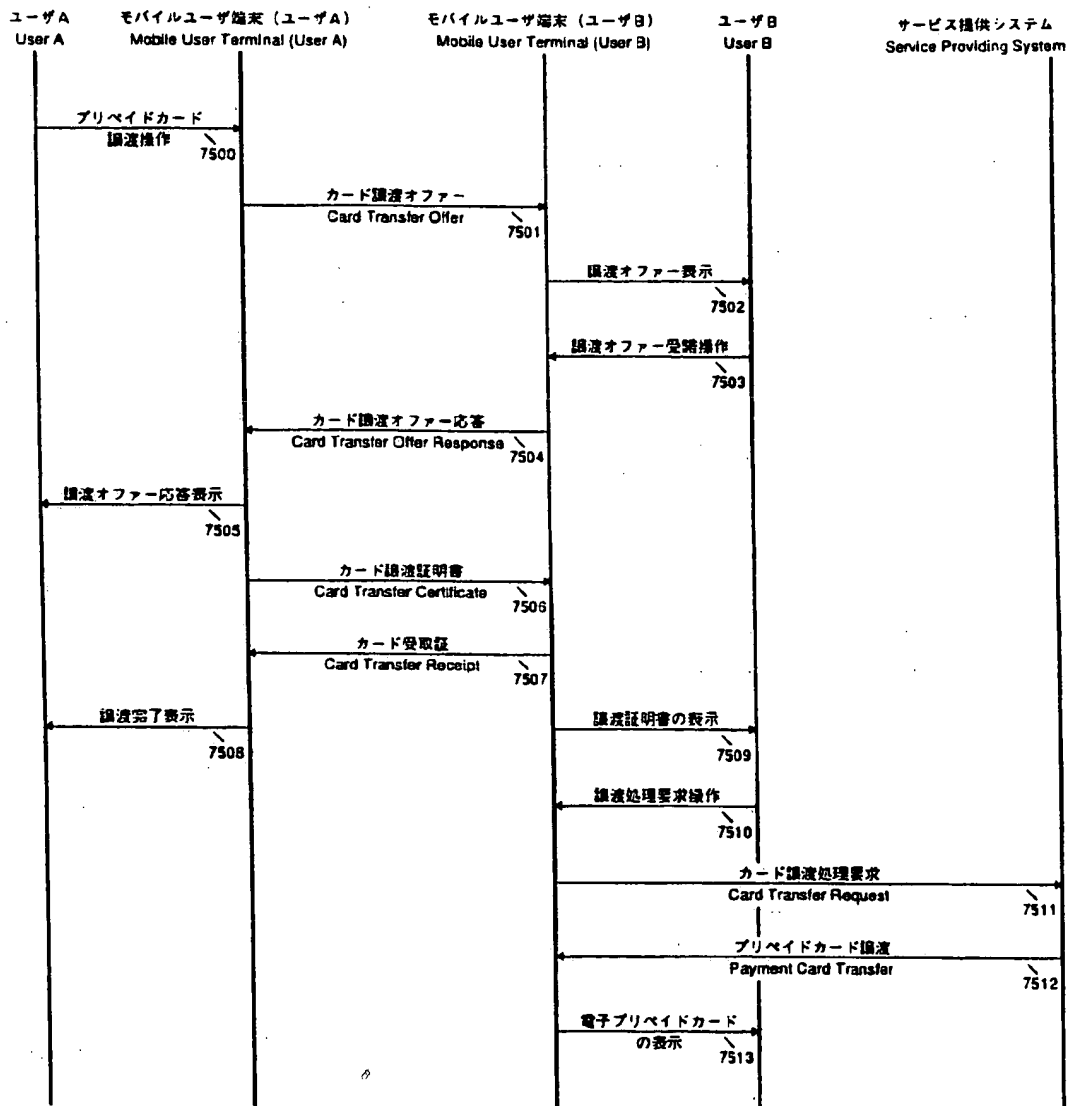 ユーザA
User A
モバイルユーザ端末（ユーザA）
Mobile User Terminal (User A)
モバイルユーザ端末（ユーザB）
Mobile User Terminal (User B)
ユーザB
User B
サービス提供システム
Service Providing System
プリペイドカード
譲渡操作
7500
カード譲渡オファー
Card Transfer Offer
7501
譲渡オファー表示
7502
譲渡オファー受諾操作
7503
カード譲渡オファー応答
Card Transfer Offer Response
7504
譲渡オファー応答表示
7505
カード譲渡証明書
Card Transfer Certificate
7506
カード受取証
Card Transfer Receipt
7507
譲渡完了表示
7508
譲渡証明書の表示
7509
譲渡処理要求操作
7510
カード譲渡処理要求
Card Transfer Request
7511
プリペイドカード譲渡
Payment Card Transfer
7512
電子プリペイドカード
の表示
7513